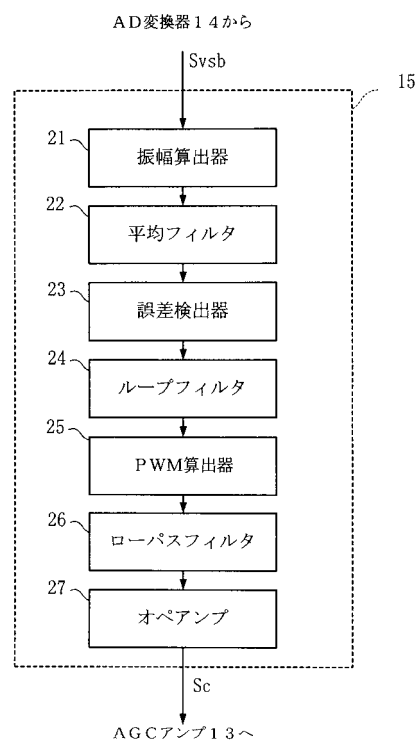 AD変換器14から
Svsb
15
21
振幅算出器
22
平均フィルタ
23
誤差検出器
24
ループフィルタ
25
PWM算出器
26
ローパスフィルタ
27
オペアンプ
Sc
AGCアンプ13へ